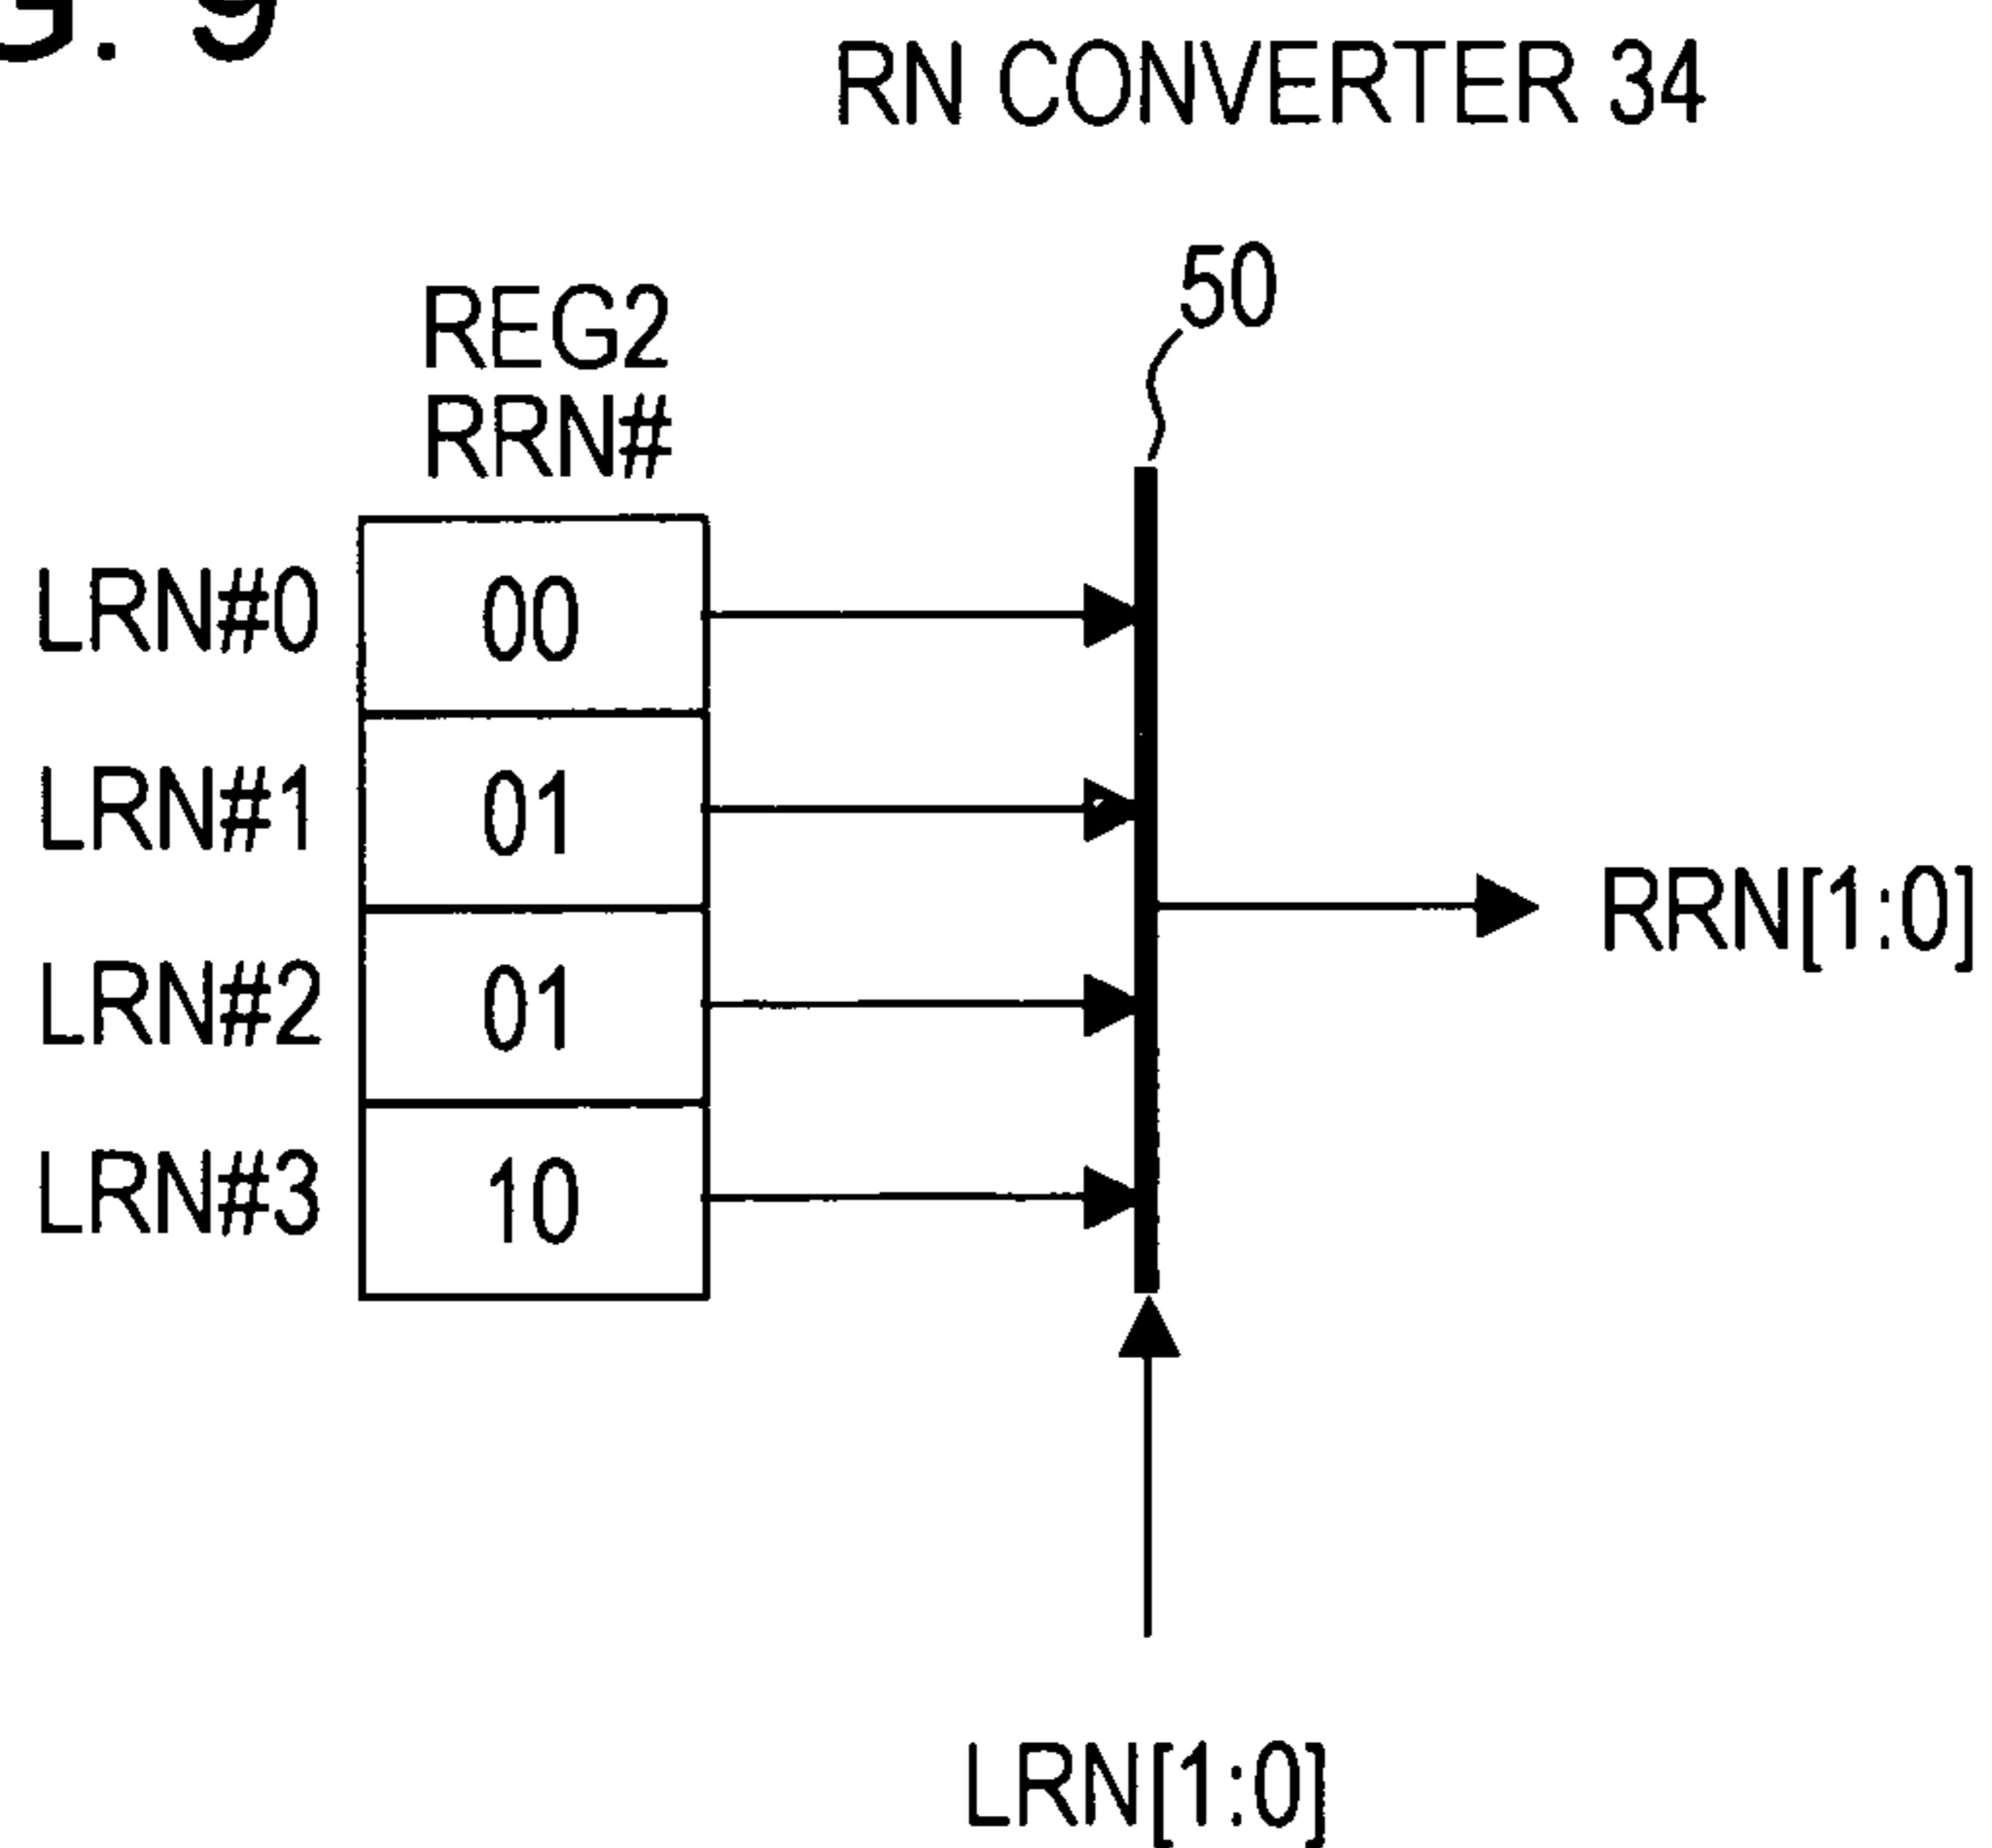 G. 9
RN CONVERTER 34
50
REG2
RRN#
LRN#0 00
LRN#1 01
RRN[1:0]
LRN#2 01
LRN#3 10
LRN[1:0]